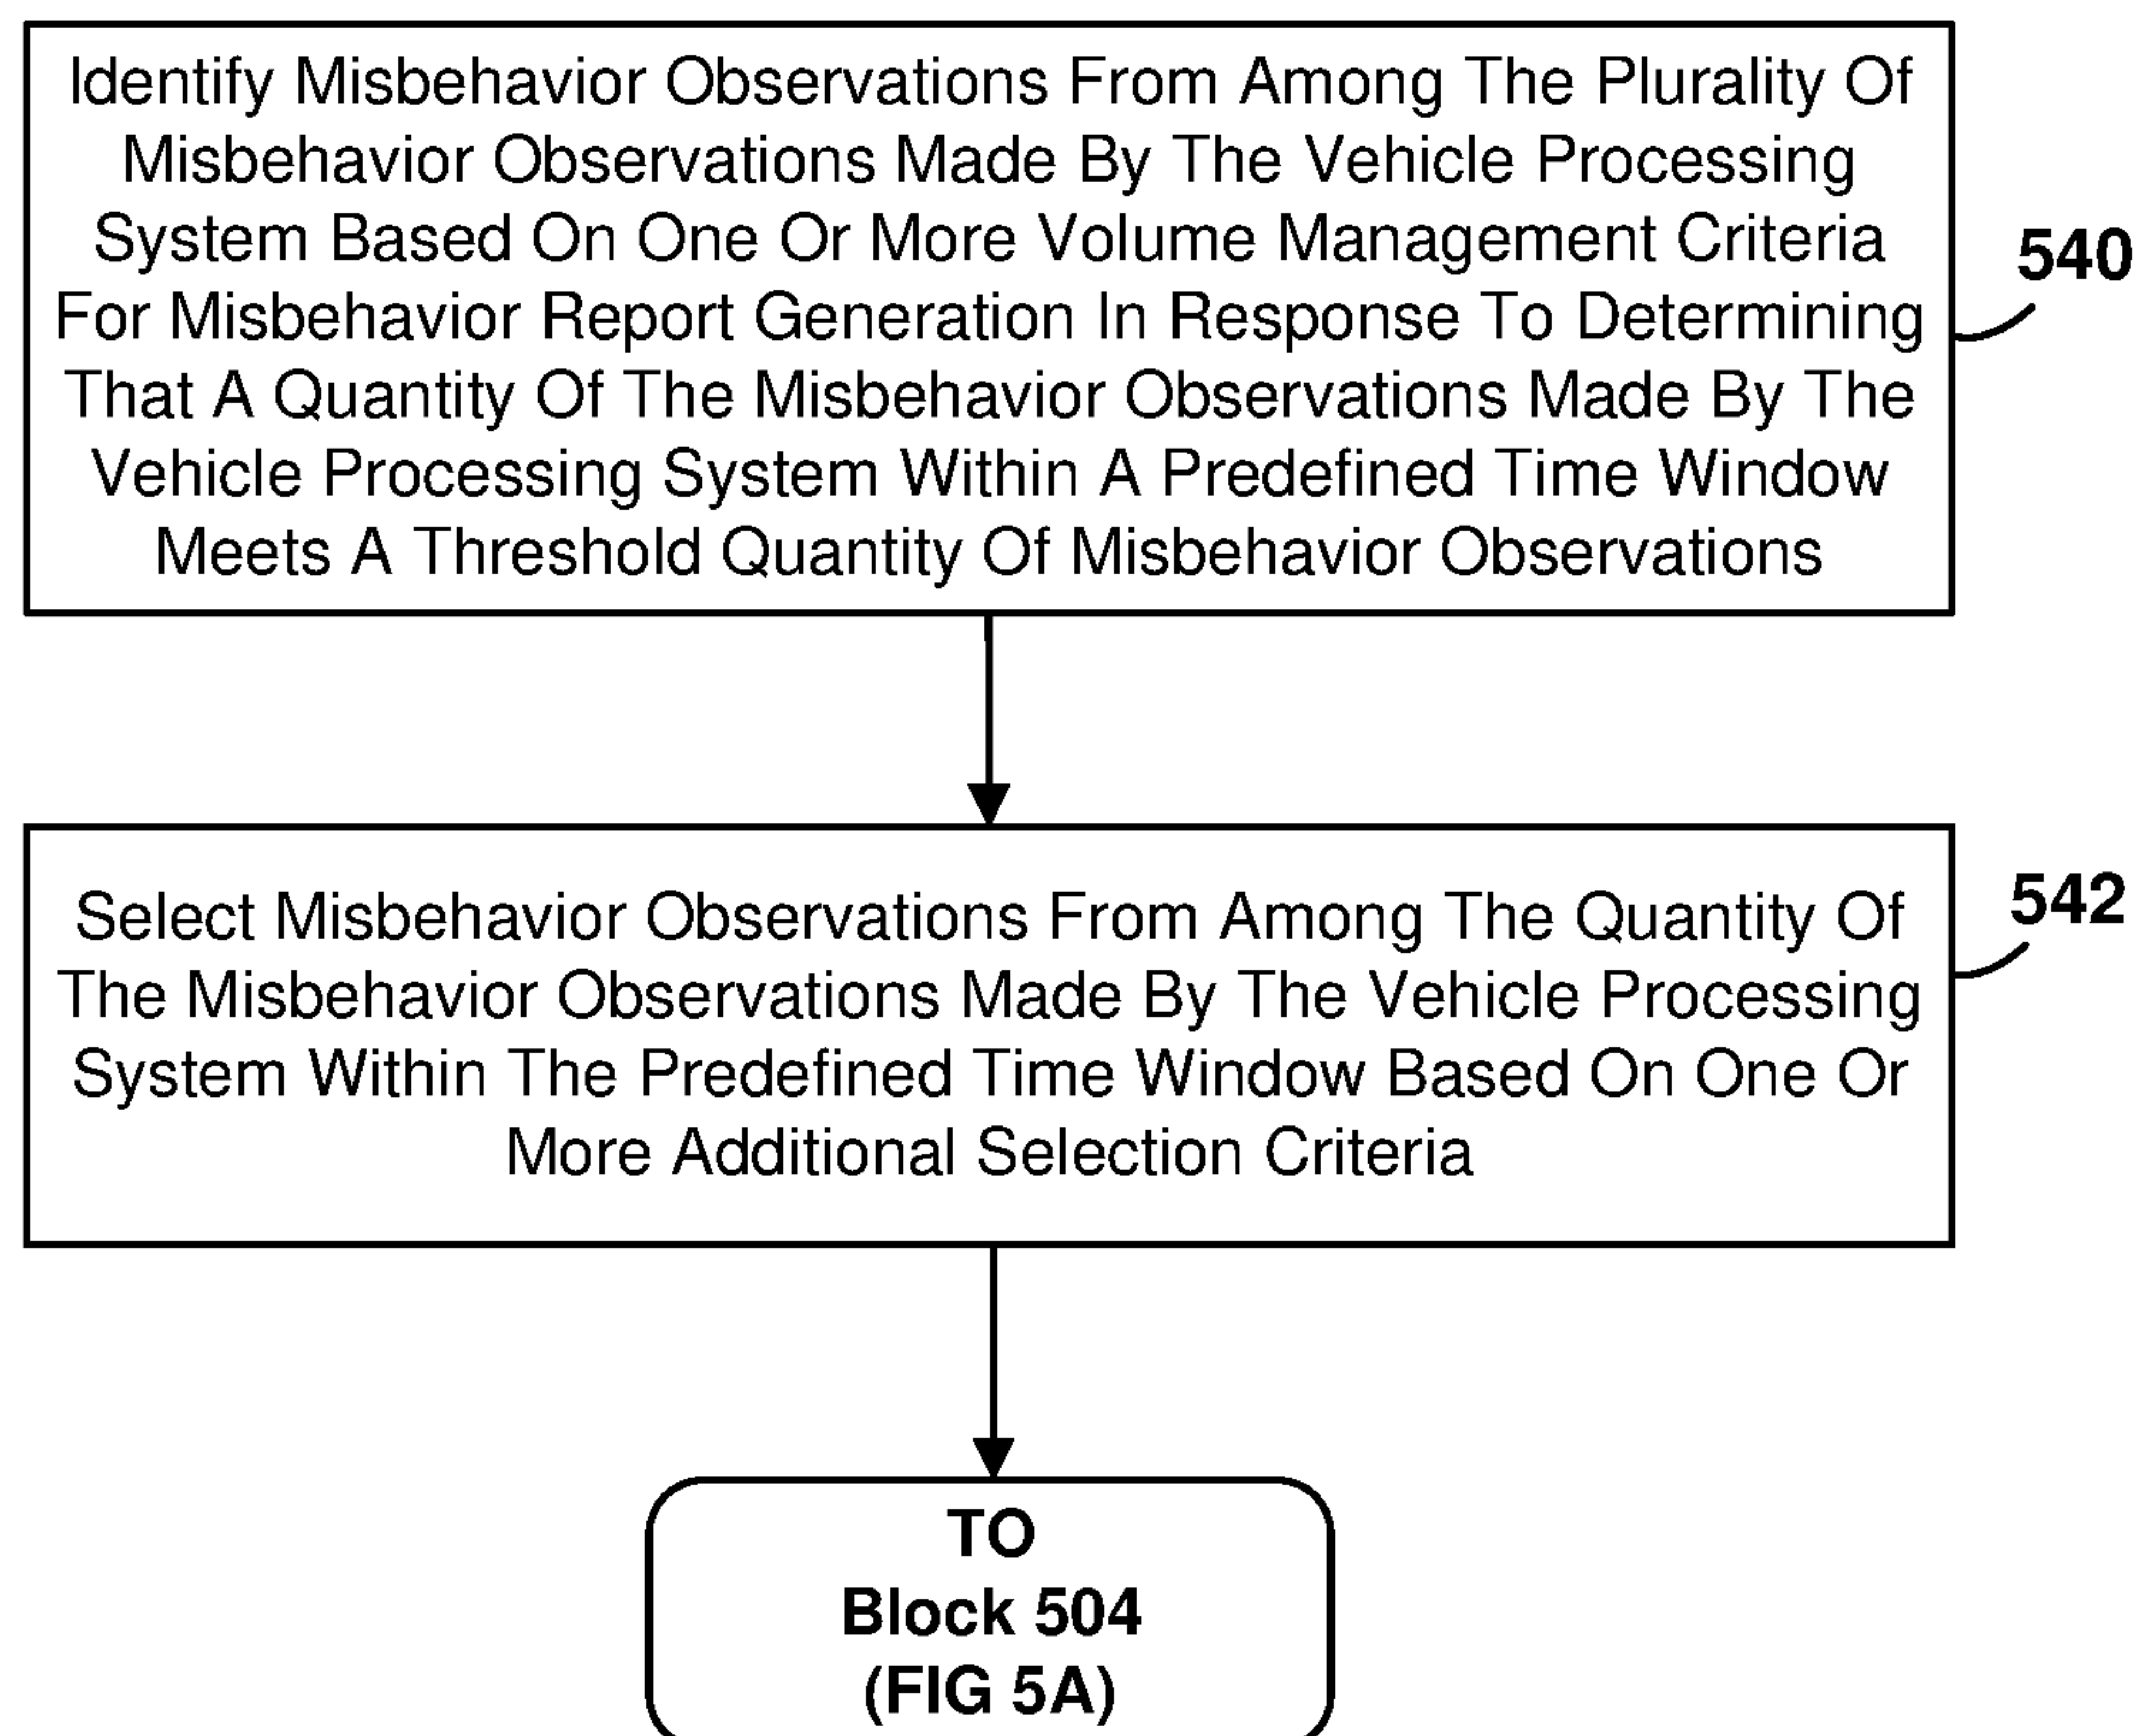 Identify Misbehavior Observations From Among The Plurality Of
Misbehavior Observations Made By The Vehicle Processing
System Based On One Or More Volume Management Criteria
For Misbehavior Report Generation In Response To Determining
That A Quantity Of The Misbehavior Observations Made By The
Vehicle Processing System Within A Predefined Time Window
Meets A Threshold Quantity Of Misbehavior Observations
540
Select Misbehavior Observations From Among The Quantity Of
The Misbehavior Observations Made By The Vehicle Processing
System Within The Predefined Time Window Based On One Or
More Additional Selection Criteria
542
TO
Block 504
(FIG 5A)